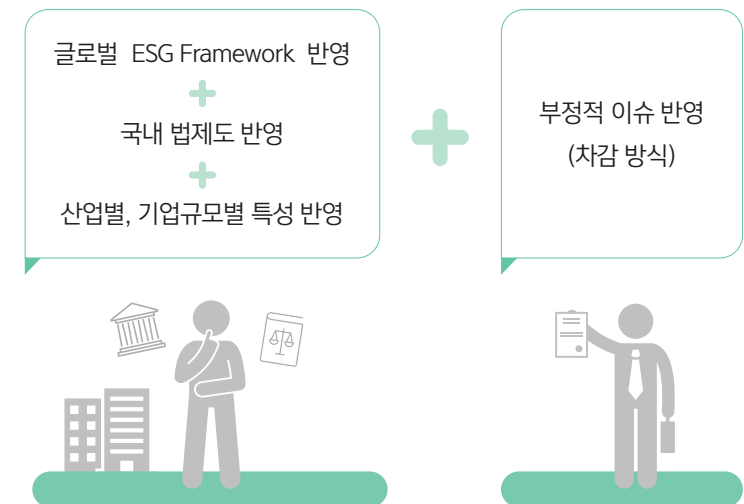 글로벌 ESG Framework 반영
+
국내 법제도 반영
+
산업별, 기업규모별 특성 반영
+
부정적 이슈 반영
(차감 방식)